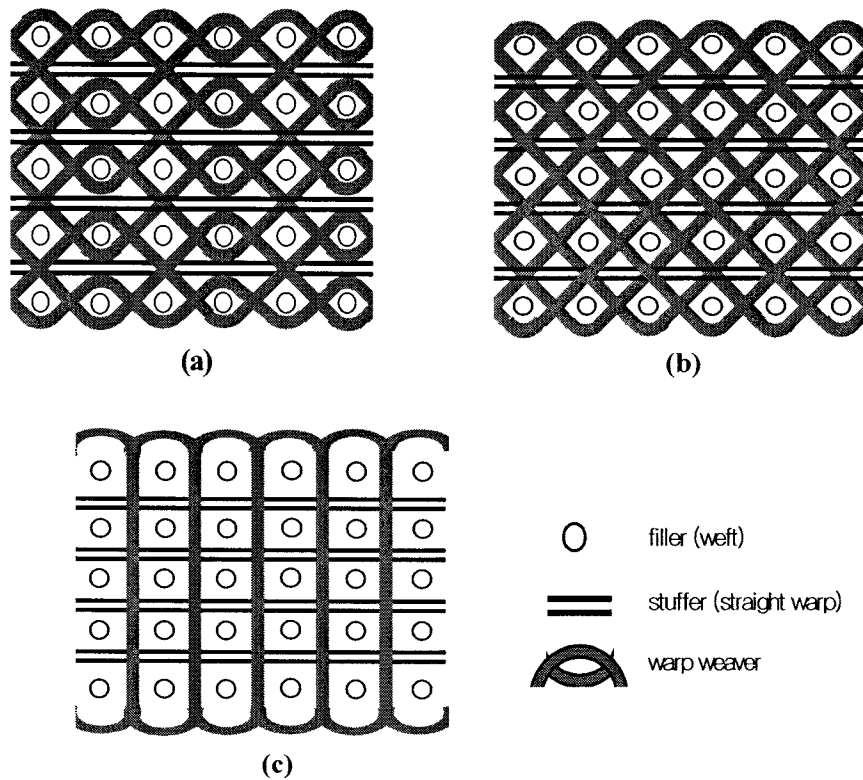 (a)
(b)
filler (weft)
stuffer (straight warp)
warp weaver
(c)